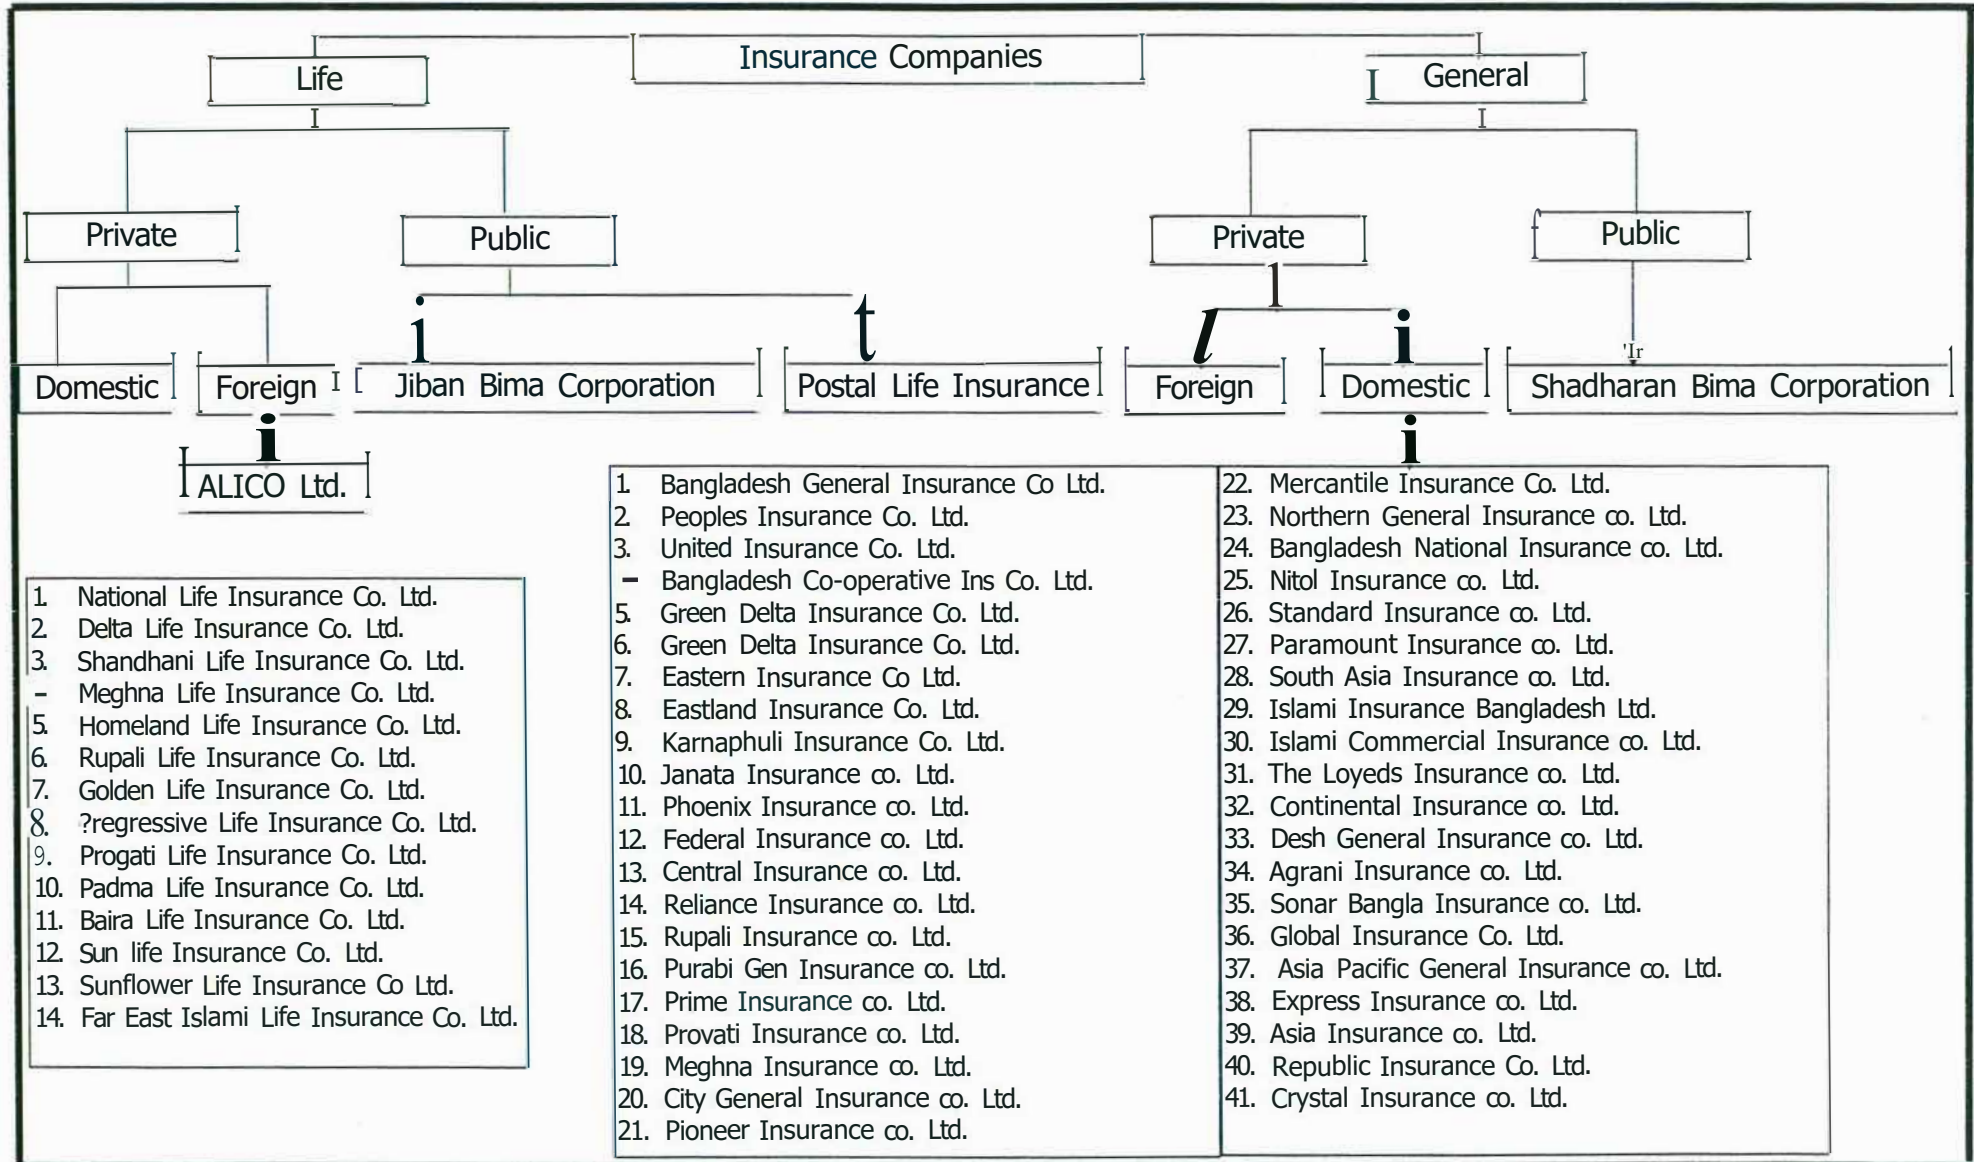 Insurance Companies
Life
General
Private
Public
Private
Public
Domestic
Foreign
Jiban Bima Corporation
Postal Life Insurance
Foreign
Domestic
Shadharan Bima Corporation
ALICO Ltd.
1. National Life Insurance Co. Ltd.
2. Delta Life Insurance Co. Ltd.
3. Shandhani Life Insurance Co. Ltd.
– Meghna Life Insurance Co. Ltd.
5. Homeland Life Insurance Co. Ltd.
6. Rupali Life Insurance Co. Ltd.
7. Golden Life Insurance Co. Ltd.
8. ?regressive Life Insurance Co. Ltd.
9. Progati Life Insurance Co. Ltd.
10. Padma Life Insurance Co. Ltd.
11. Baira Life Insurance Co. Ltd.
12. Sun life Insurance Co. Ltd.
13. Sunflower Life Insurance Co Ltd.
14. Far East Islami Life Insurance Co. Ltd.
1. Bangladesh General Insurance Co Ltd.
2. Peoples Insurance Co. Ltd.
3. United Insurance Co. Ltd.
– Bangladesh Co-operative Ins Co. Ltd.
5. Green Delta Insurance Co. Ltd.
6. Green Delta Insurance Co. Ltd.
7. Eastern Insurance Co Ltd.
8. Eastland Insurance Co. Ltd.
9. Karnaphuli Insurance Co. Ltd.
10. Janata Insurance co. Ltd.
11. Phoenix Insurance co. Ltd.
12. Federal Insurance co. Ltd.
13. Central Insurance co. Ltd.
14. Reliance Insurance co. Ltd.
15. Rupali Insurance co. Ltd.
16. Purabi Gen Insurance co. Ltd.
17. Prime Insurance co. Ltd.
18. Provati Insurance co. Ltd.
19. Meghna Insurance co. Ltd.
20. City General Insurance co. Ltd.
21. Pioneer Insurance co. Ltd.
22. Mercantile Insurance Co. Ltd.
23. Northern General Insurance co. Ltd.
24. Bangladesh National Insurance co. Ltd.
25. Nitol Insurance co. Ltd.
26. Standard Insurance co. Ltd.
27. Paramount Insurance co. Ltd.
28. South Asia Insurance co. Ltd.
29. Islami Insurance Bangladesh Ltd.
30. Islami Commercial Insurance co. Ltd.
31. The Loyeds Insurance co. Ltd.
32. Continental Insurance co. Ltd.
33. Desh General Insurance co. Ltd.
34. Agrani Insurance co. Ltd.
35. Sonar Bangla Insurance co. Ltd.
36. Global Insurance Co. Ltd.
37. Asia Pacific General Insurance co. Ltd.
38. Express Insurance co. Ltd.
39. Asia Insurance co. Ltd.
40. Republic Insurance Co. Ltd.
41. Crystal Insurance co. Ltd.